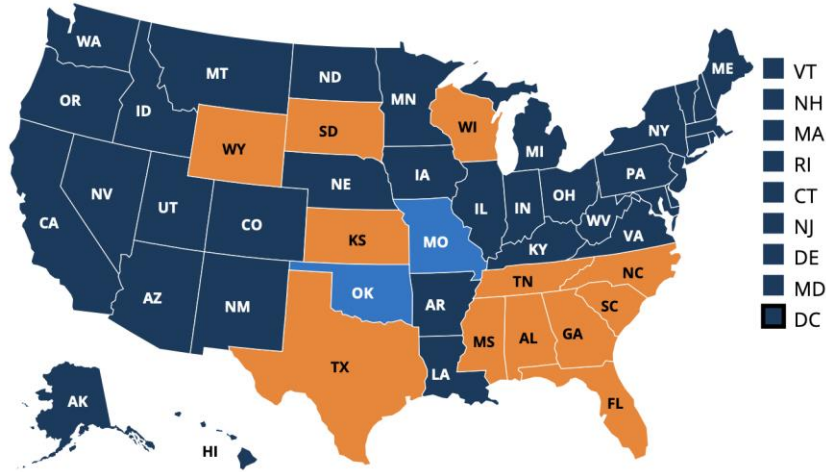 WA
MT
ND
MN
ME
VT
OR
ID
WY
SD
WI
MI
NY
NH
MA
NV
UT
CO
NE
IA
IL
IN
OH
PA
RI
CT
CA
KS
MO
KY
WV
VA
NJ
DE
AZ
NM
OK
AR
TN
NC
SC
MD
DC
TX
LA
MS
AL
GA
FL
AK
HI